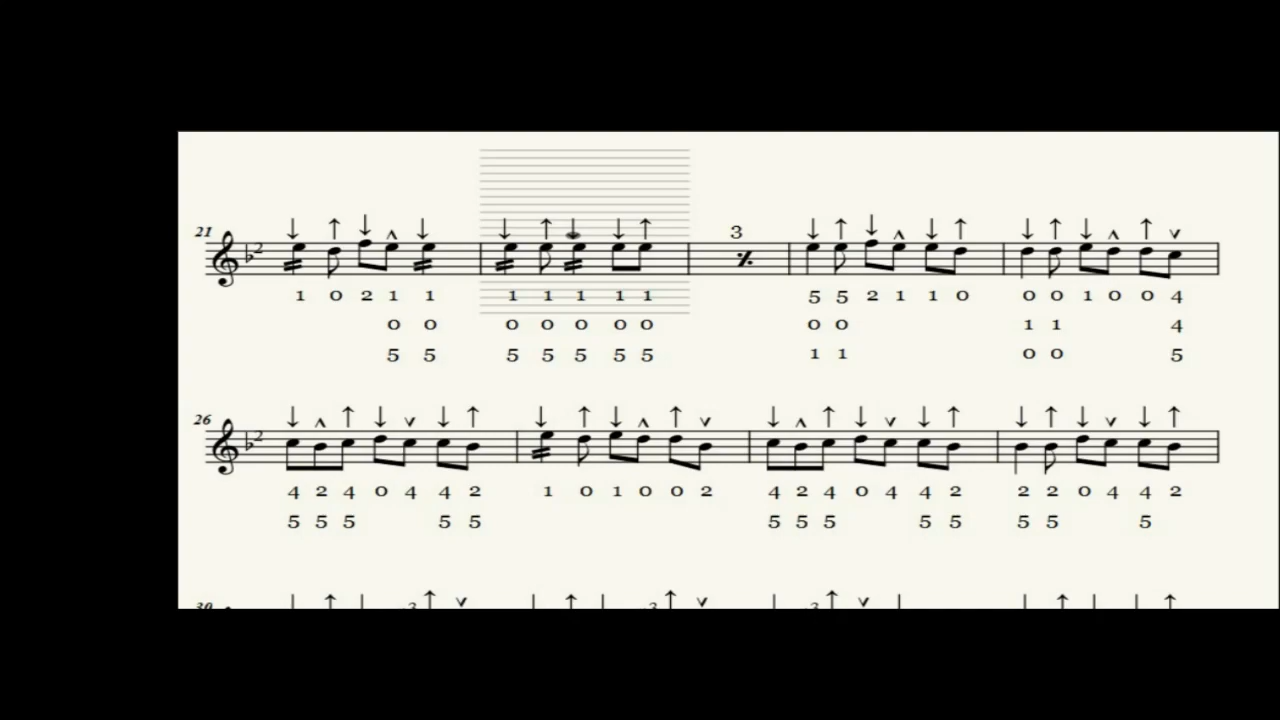 21 2 3
1 0 2 1 1 1 1 1 1 1 5 5 2 1 1 0 0 0 1 0 0 4
0 0 0 0 0 0 0 0 0 1 1 4
5 5 5 5 5 5 5 1 1 0 0 5
26 2
4 2 4 0 4 4 2 1 0 1 0 0 2 4 2 4 0 4 4 2 2 2 0 4 4 2
5 5 5 5 5 5 5 5 5 5 5 5 5
30 3 3 3